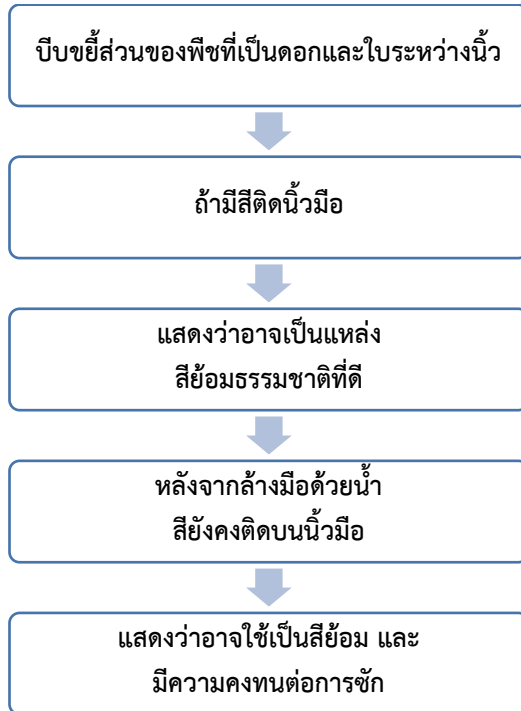 บีบขยี้ส่วนของพืชที่เป็นดอกและใบระหว่างนิ้ว
ถ้ามีสีติดนิ้วมือ
แสดงว่าอาจเป็นแหล่ง
สีย้อมธรรมชาติที่ดี
หลังจากล้างมือด้วยน้ำ
สียังคงติดบนนิ้วมือ
แสดงว่าอาจใช้เป็นสีย้อม และ
มีความคงทนต่อการซัก